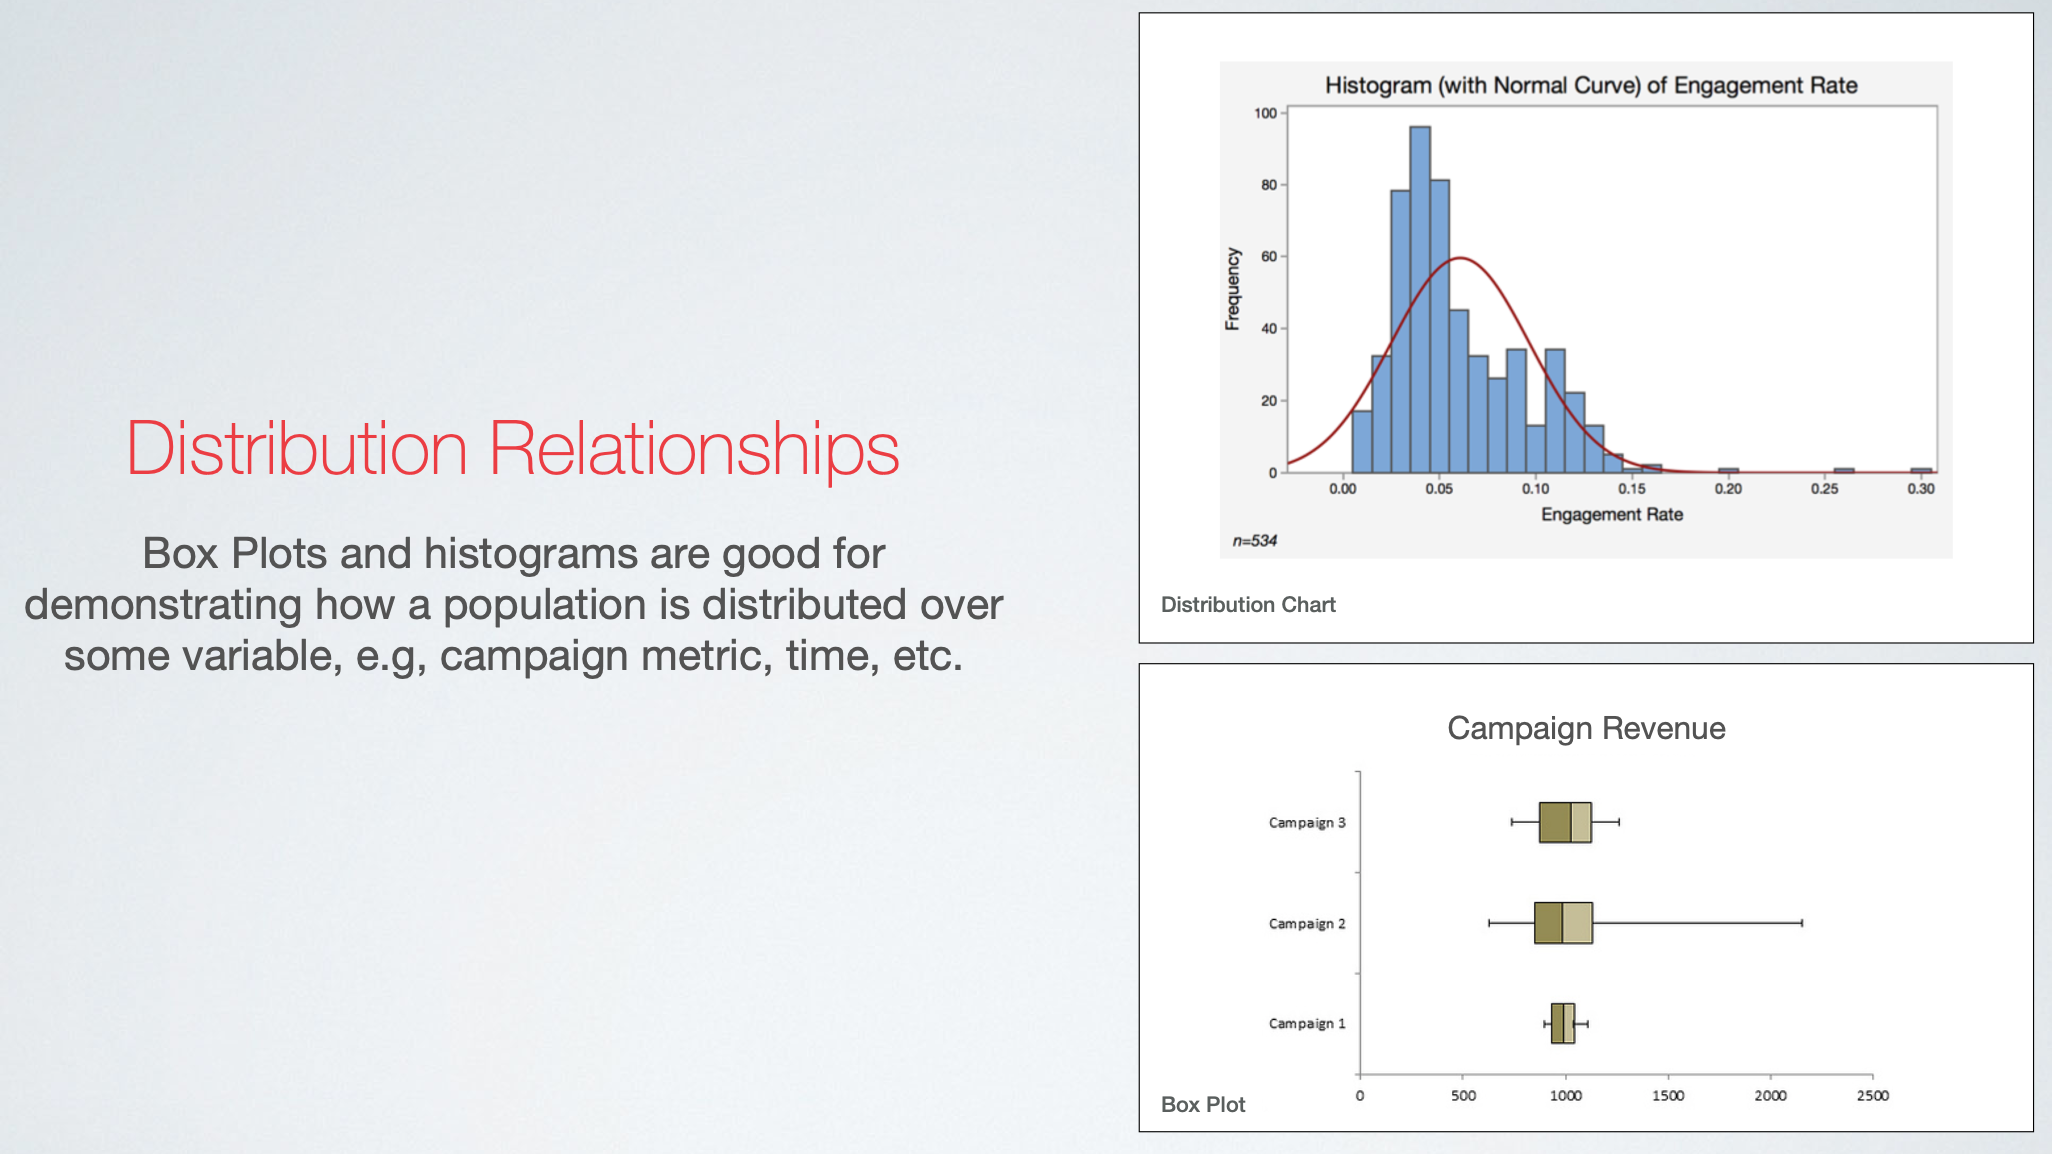 Distribution Relationships
Box Plots and histograms are good for
demonstrating how a population is distributed over
some variable, e.g, campaign metric, time, etc.
Histogram (with Normal Curve) of Engagement Rate
Frequency
100
80
60
40
20
0
0.00 0.05 0.10 0.15 0.20 0.25 0.30
Engagement Rate
n=534
Distribution Chart
Campaign Revenue
Campaign 3
Campaign 2
Campaign 1
0 500 1000 1500 2000 2500
Box Plot